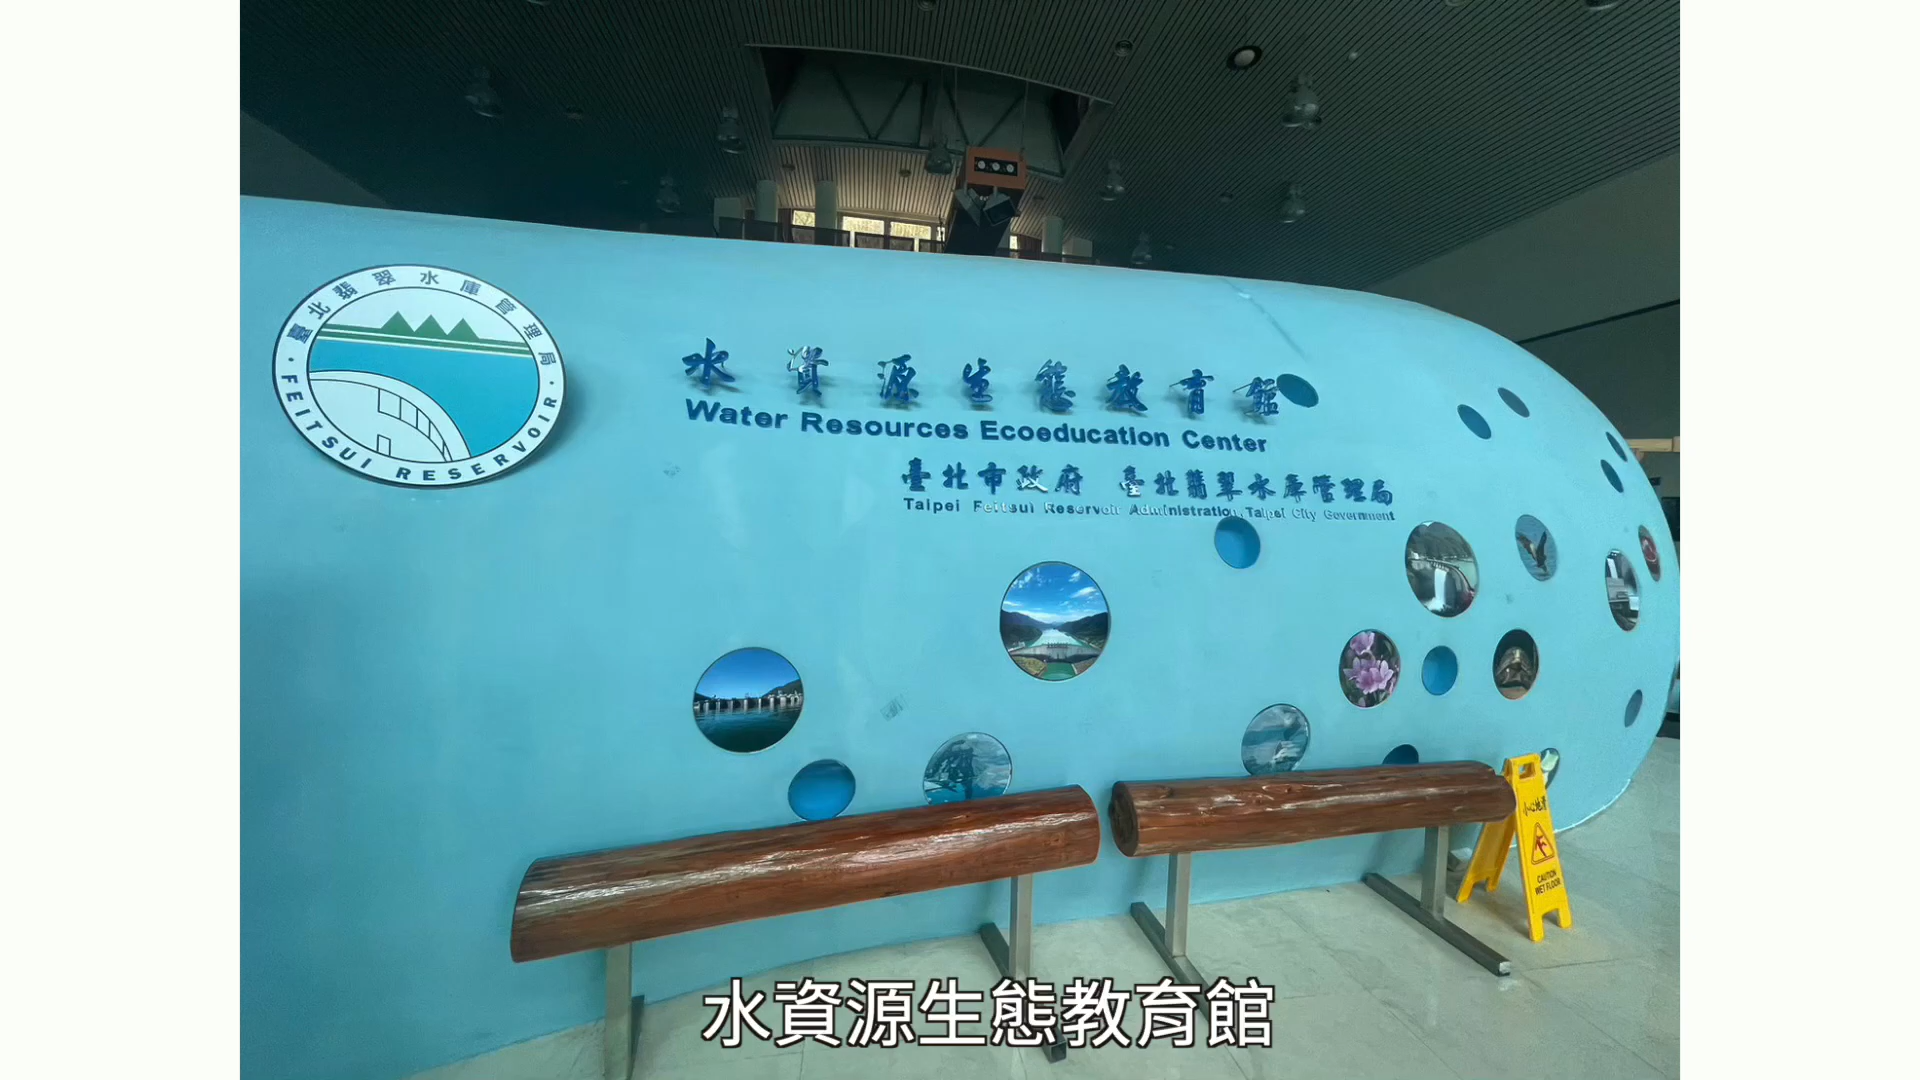 臺北翡翠水庫管理局
FEITSUI RESERVOIR
水資源生態教育館
Water Resources Ecoeducation Center
臺北市政府 臺北翡翠水庫管理局
Taipei Feitsui Reservoir Administration, Taipei City Government
小心地滑
CAUTION
WET FLOOR
水資源生態教育館